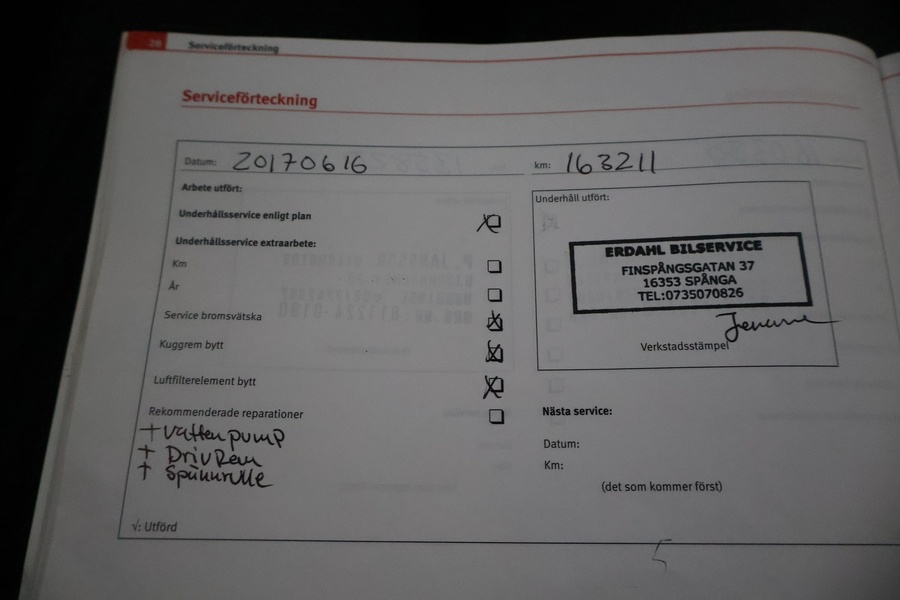 28 Serviceförteckning
Serviceförteckning
Datum: 20170616 km: 163211
Arbete utfört:
Underhållsservice enligt plan
Underhållsservice extraarbete:
Km
År
Service bromsvätska
Kuggrem bytt
Luftfilterelement bytt
Rekommenderade reparationer
+ Vattenpump
+ Drivrem
+ Spännrulle
√: Utförd
Underhåll utfört:
ERDAHL BILSERVICE
FINSPÅNGSGATAN 37
16353 SPÅNGA
TEL:0735070826
Verkstadsstämpel
Nästa service:
Datum:
Km:
(det som kommer först)
5